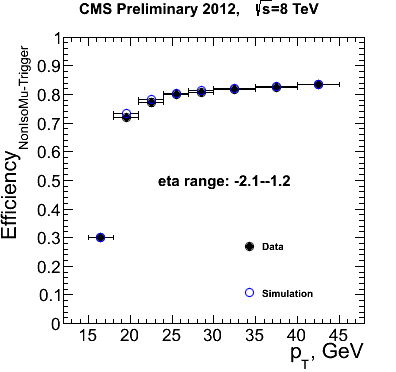 CMS Preliminary 2012, √s=8 TeV
Efficiency NonIsoMu-Trigger
1
0.9
0.8
0.7
0.6
0.5
0.4
0.3
0.2
0.1
0
eta range: -2.1--1.2
Data
Simulation
15 20 25 30 35 40 45
pT, GeV